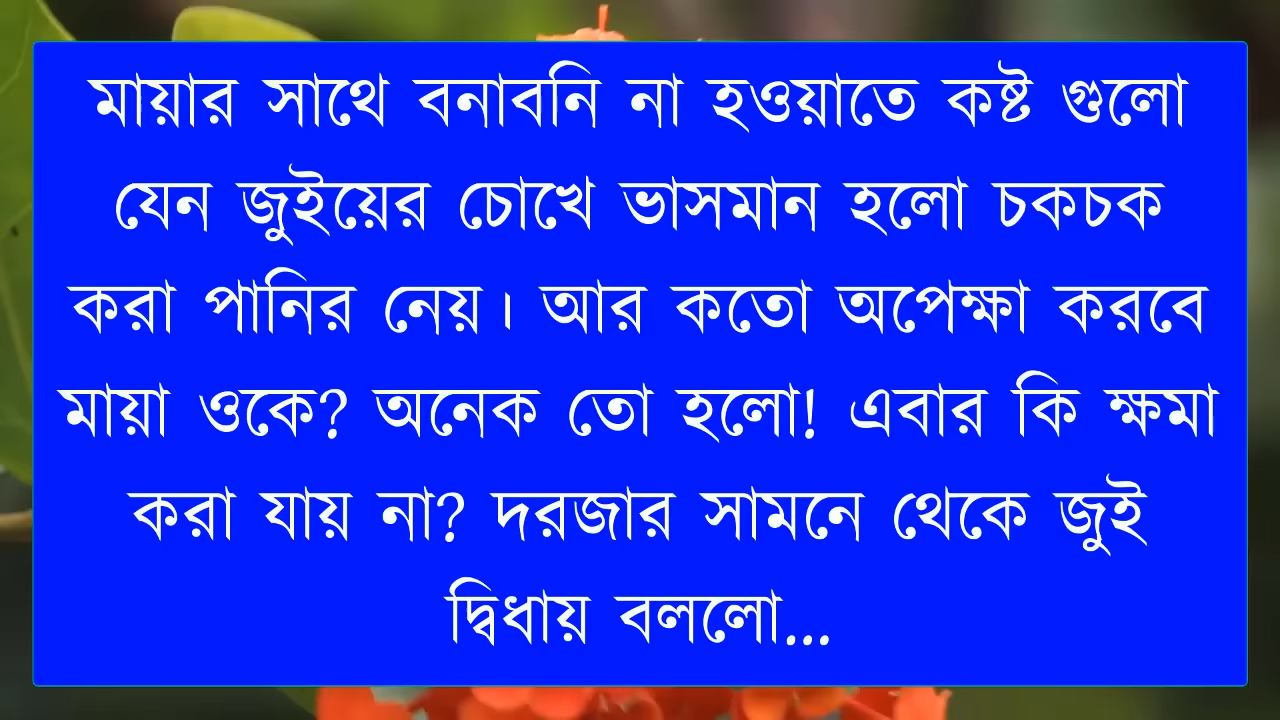 মায়ার সাথে বনাবনি না হওয়াতে কষ্ট গুলো
যেন জুইয়ের চোখে ভাসমান হলো চকচক
করা পানির নেয়। আর কতো অপেক্ষা করবে
মায়া ওকে? অনেক তো হলো! এবার কি ক্ষমা
করা যায় না? দরজার সামনে থেকে জুই
দ্বিধায় বললো...